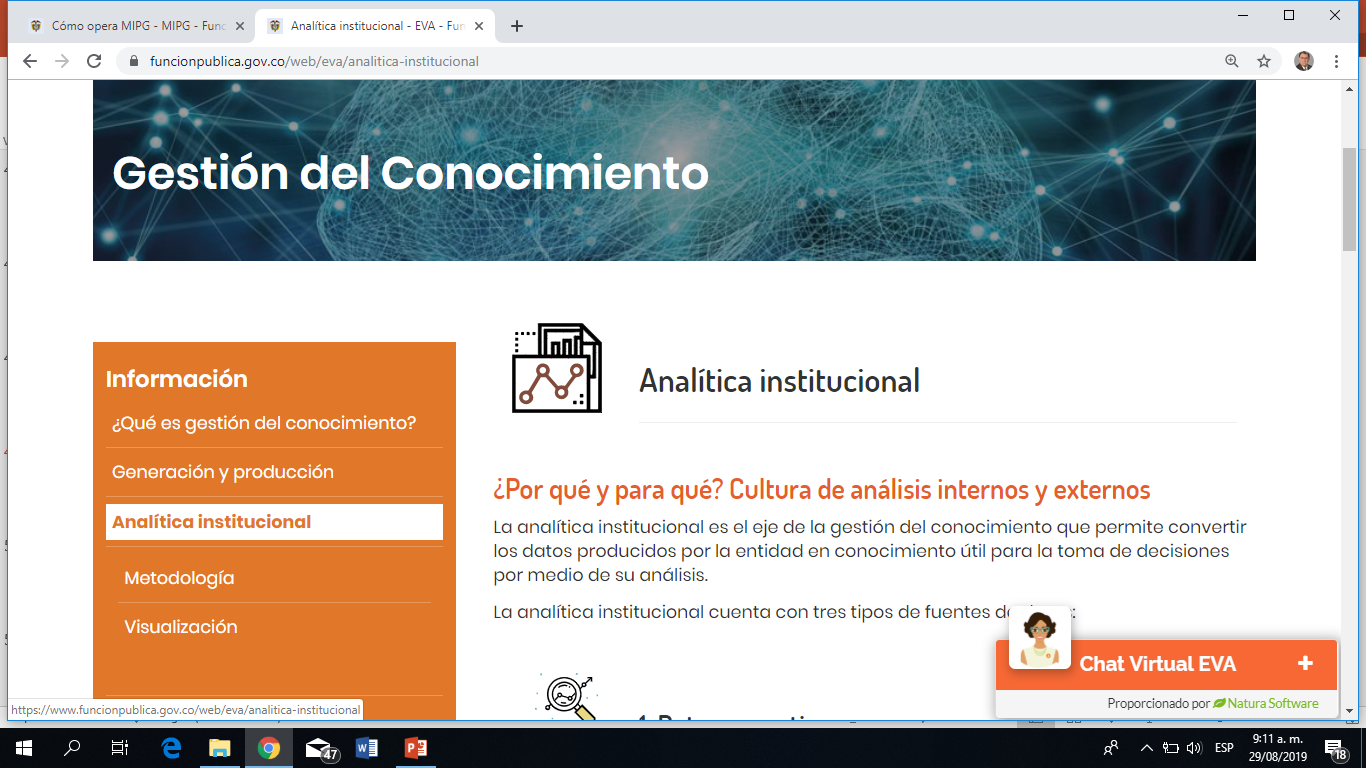 Cómo opera MIPG - MIPG - Func
Analítica institucional - EVA - Fun
funcionpublica.gov.co/web/eva/analitica-institucional
Gestión del Conocimiento
Información
¿Qué es gestión del conocimiento?
Generación y producción
Analítica institucional
Metodología
Visualización
Analítica institucional
¿Por qué y para qué? Cultura de análisis internos y externos
La analítica institucional es el eje de la gestión del conocimiento que permite convertir
los datos producidos por la entidad en conocimiento útil para la toma de decisiones
por medio de su análisis.
La analítica institucional cuenta con tres tipos de fuentes de
Chat Virtual EVA +
Proporcionado por Natura Software
https://www.funcionpublica.gov.co/web/eva/analitica-institucional
47
ESP
9:11 a. m.
29/08/2019
18